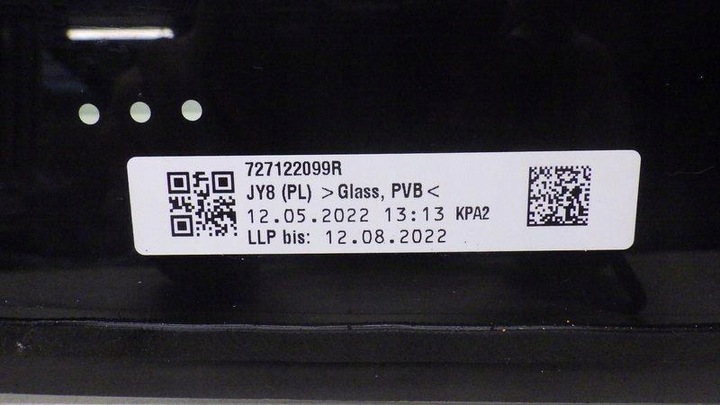 727122099R
JY8 (PL) >Glass, PVB<
12.05.2022 13:13 KPA2
LLP bis: 12.08.2022